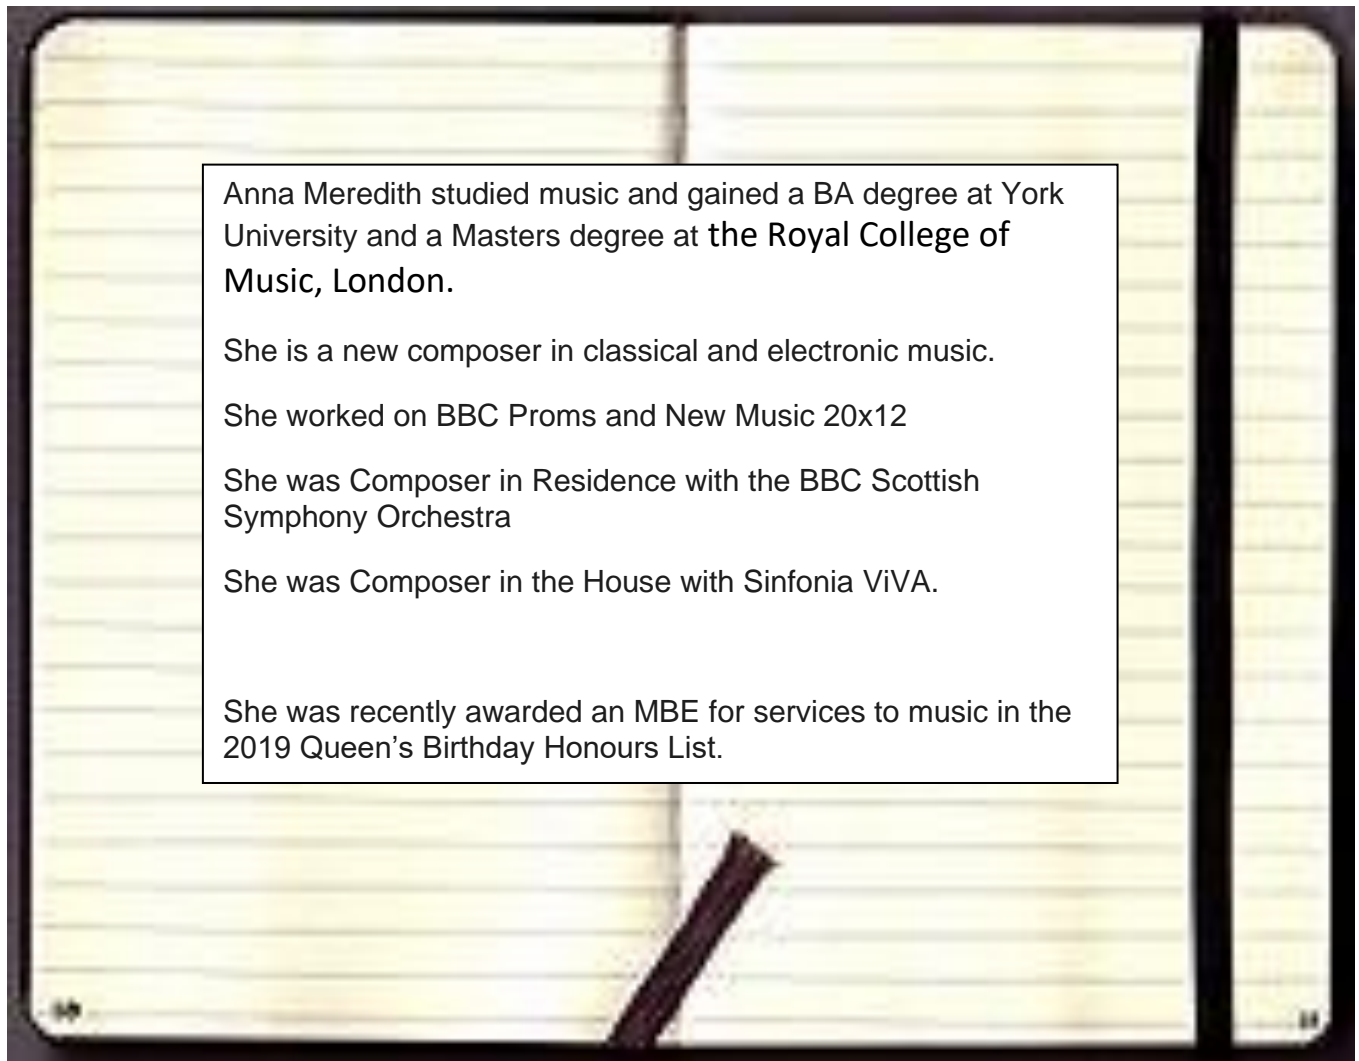 Anna Meredith studied music and gained a BA degree at York
University and a Masters degree at the Royal College of
Music, London.
She is a new composer in classical and electronic music.
She worked on BBC Proms and New Music 20x12
She was Composer in Residence with the BBC Scottish
Symphony Orchestra
She was Composer in the House with Sinfonia ViVA.
She was recently awarded an MBE for services to music in the
2019 Queen’s Birthday Honours List.